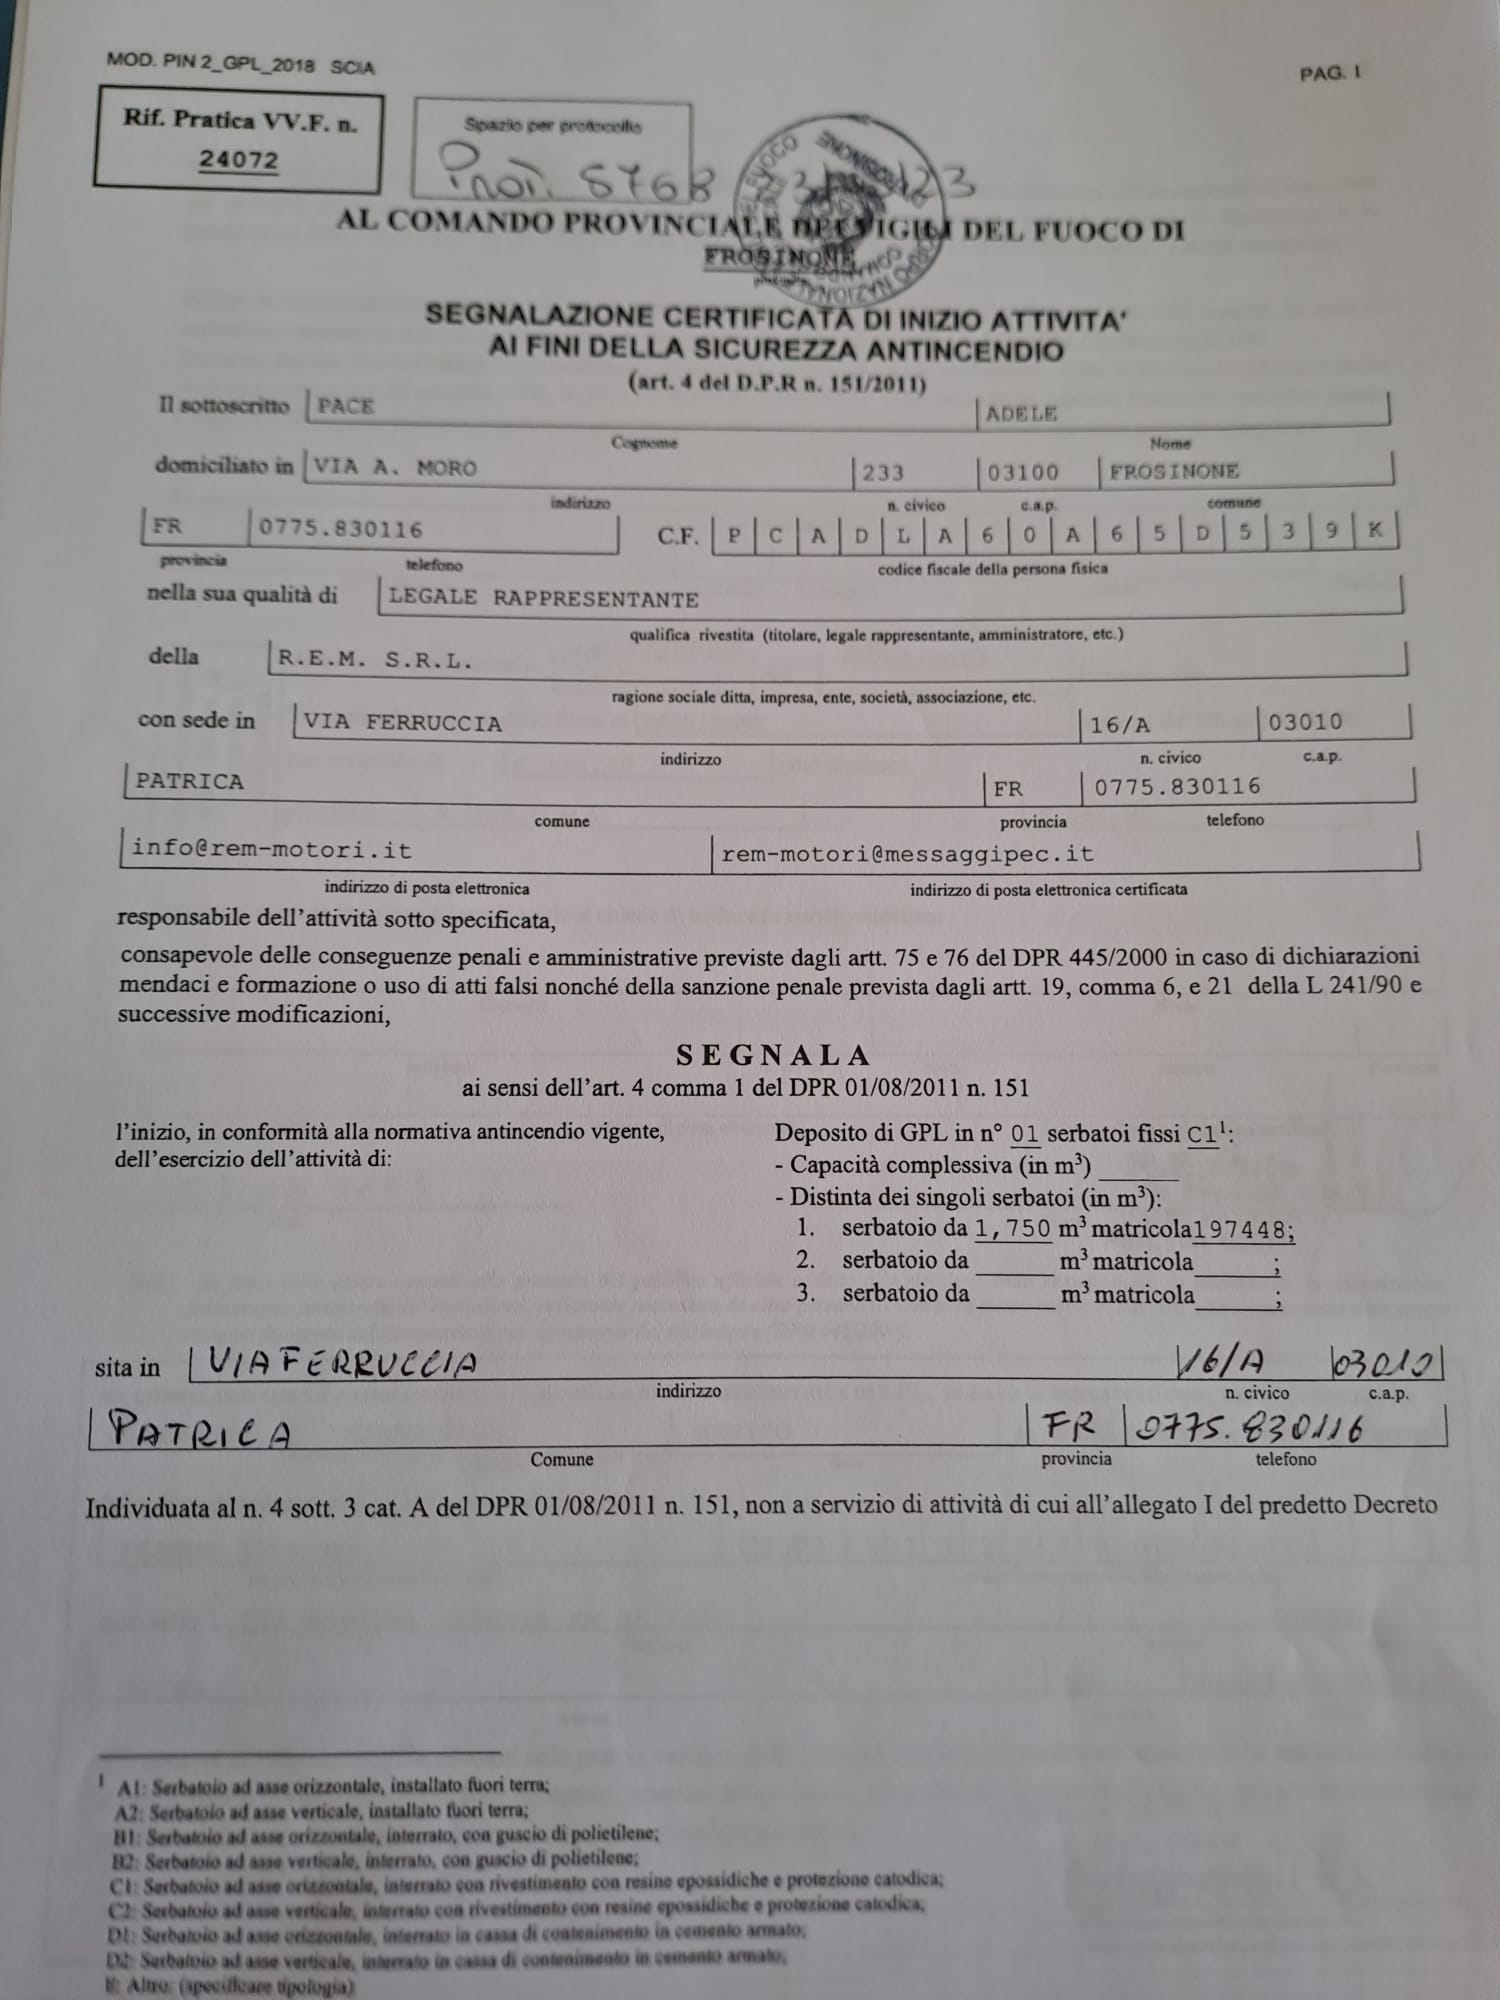 MOD. PIN 2_GPL_2018 SCIA
PAG. 1
Rif. Pratica VV.F. n.
24072
Spazio per protocollo
Prot. 5768
AL COMANDO PROVINCIALE DEI VIGILI DEL FUOCO DI
FROSINONE
provincia
SEGNALAZIONE CERTIFICATA DI INIZIO ATTIVITA'
AI FINI DELLA SICUREZZA ANTINCENDIO
(art. 4 del D.P.R n. 151/2011)
Il sottoscritto PACE ADELE
Cognome Nome
domiciliato in VIA A. MORO 233 03100 FROSINONE
indirizzo n. civico c.a.p. comune
FR 0775.830116 C.F. P C A D L A 6 0 A 6 5 D 5 3 9 K
provincia telefono codice fiscale della persona fisica
nella sua qualità di LEGALE RAPPRESENTANTE
qualifica rivestita (titolare, legale rappresentante, amministratore, etc.)
della R.E.M. S.R.L.
ragione sociale ditta, impresa, ente, società, associazione, etc.
con sede in VIA FERRUCCIA 16/A 03010
indirizzo n. civico c.a.p.
PATRICA FR 0775.830116
comune provincia telefono
info@rem-motori.it rem-motori@messaggipec.it
indirizzo di posta elettronica indirizzo di posta elettronica certificata
responsabile dell'attività sotto specificata,
consapevole delle conseguenze penali e amministrative previste dagli artt. 75 e 76 del DPR 445/2000 in caso di dichiarazioni
mendaci e formazione o uso di atti falsi nonché della sanzione penale prevista dagli artt. 19, comma 6, e 21 della L 241/90 e
successive modificazioni,
SEGNALA
ai sensi dell'art. 4 comma 1 del DPR 01/08/2011 n. 151
l'inizio, in conformità alla normativa antincendio vigente,
dell'esercizio dell'attività di:
Deposito di GPL in n° 01 serbatoi fissi C1¹:
- Capacità complessiva (in m³)
- Distinta dei singoli serbatoi (in m³):
1. serbatoio da 1,750 m³ matricola 197448;
2. serbatoio da m³ matricola ;
3. serbatoio da m³ matricola ;
sita in VIA FERRUCCIA 16/A 03010
indirizzo n. civico c.a.p.
PATRICA FR 0775.830116
Comune provincia telefono
Individuata al n. 4 sott. 3 cat. A del DPR 01/08/2011 n. 151, non a servizio di attività di cui all'allegato I del predetto Decreto
1 A1: Serbatoio ad asse orizzontale, installato fuori terra;
A2: Serbatoio ad asse verticale, installato fuori terra;
B1: Serbatoio ad asse orizzontale, interrato, con guscio di polietilene;
B2: Serbatoio ad asse verticale, interrato, con guscio di polietilene;
C1: Serbatoio ad asse orizzontale, interrato con rivestimento con resine epossidiche e protezione catodica;
C2: Serbatoio ad asse verticale, interrato con rivestimento con resine epossidiche e protezione catodica;
D1: Serbatoio ad asse orizzontale, interrato in cassa di contenimento in cemento armato;
D2: Serbatoio ad asse verticale, interrato in cassa di contenimento in cemento armato;
E: Altro: (specificare tipologia)